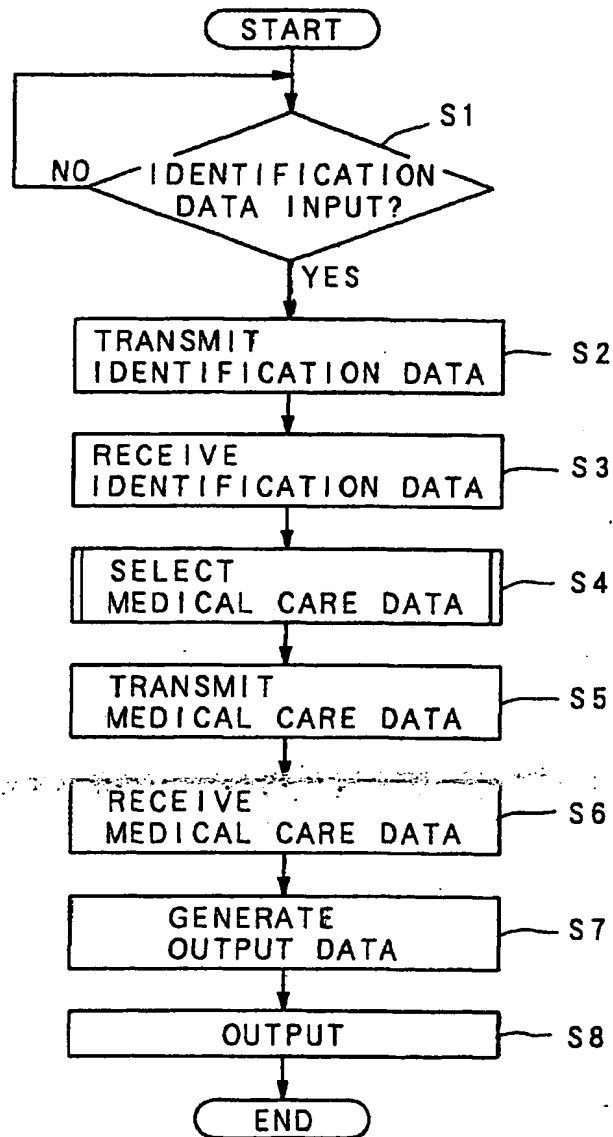 START
S1
NO
IDENTIFICATION
DATA INPUT?
YES
TRANSMIT
IDENTIFICATION DATA
S2
RECEIVE
IDENTIFICATION DATA
S3
SELECT
MEDICAL CARE DATA
S4
TRANSMIT
MEDICAL CARE DATA
S5
RECEIVE
MEDICAL CARE DATA
S6
GENERATE
OUTPUT DATA
S7
OUTPUT
S8
END